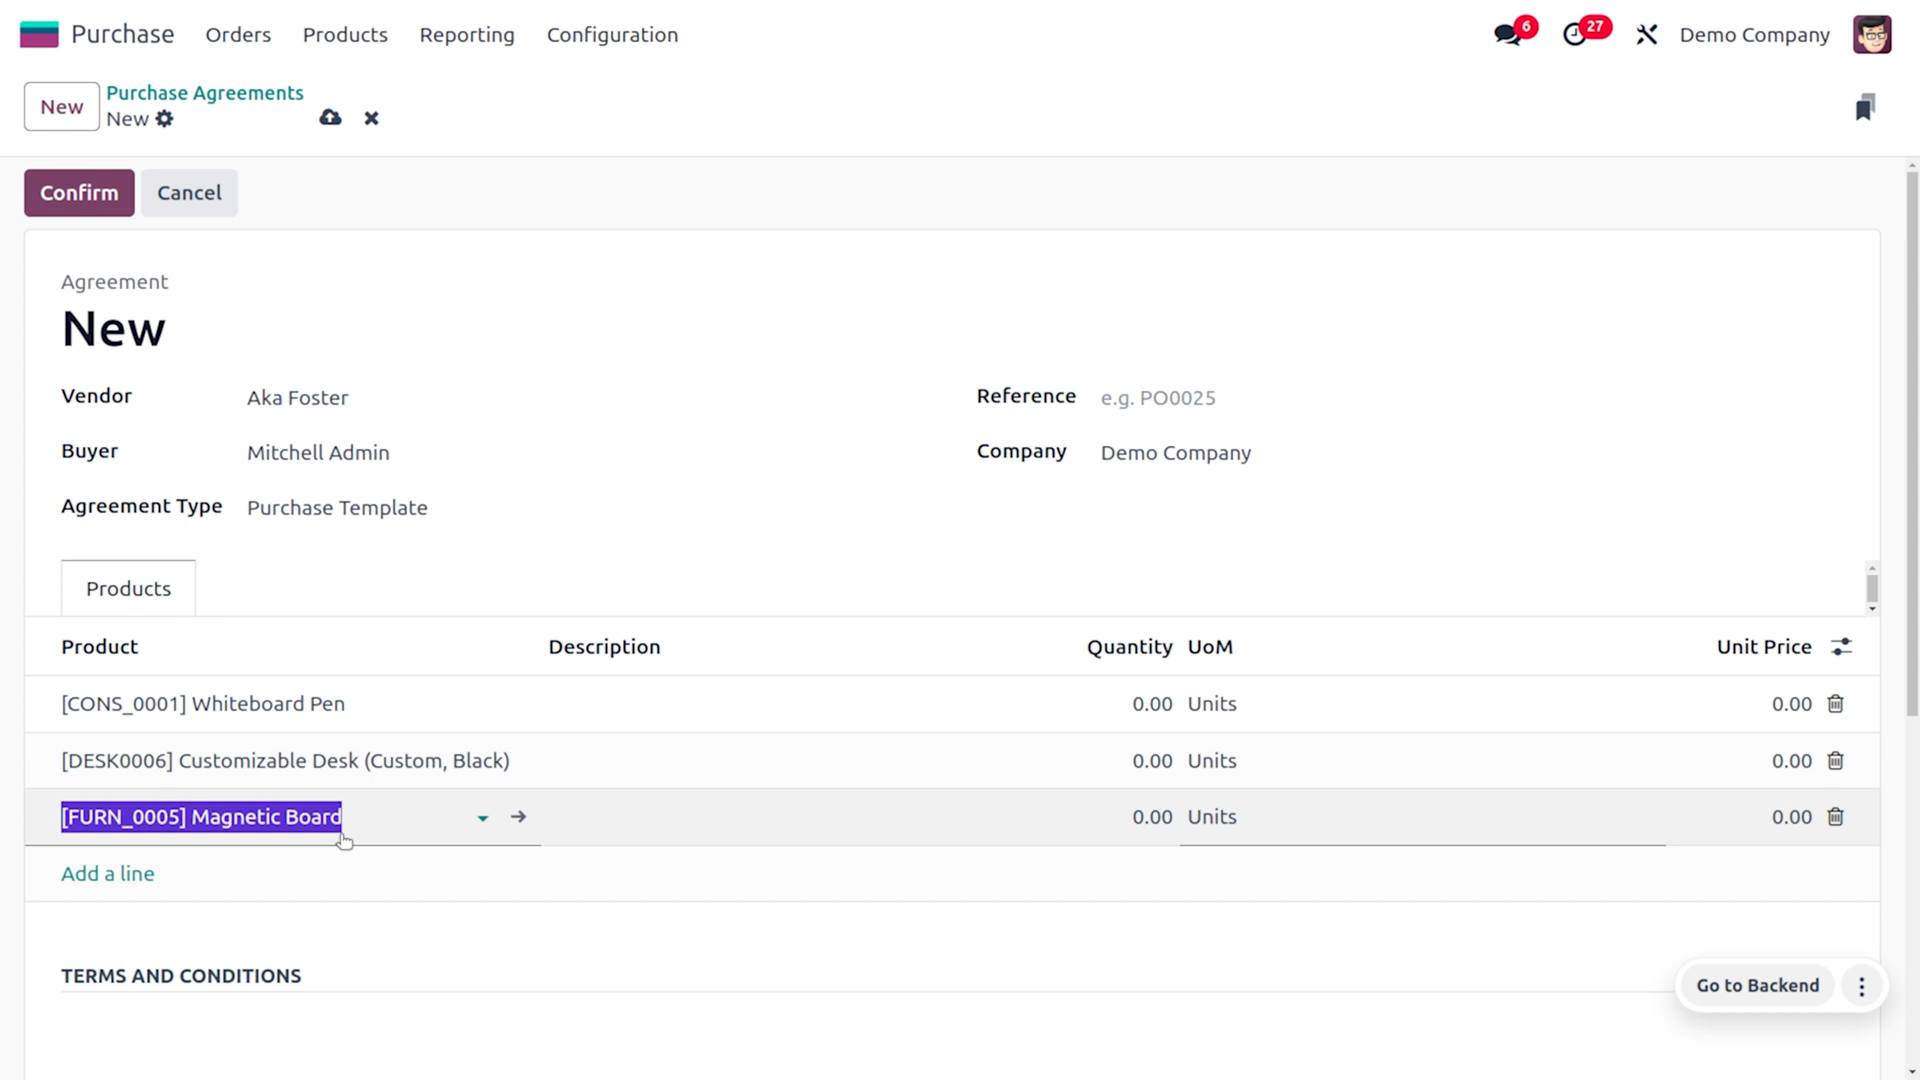 Purchase Orders Products Reporting Configuration 6 27 Demo Company
New Purchase Agreements
New
Confirm Cancel
Agreement
New
Vendor Aka Foster Reference e.g. PO0025
Buyer Mitchell Admin Company Demo Company
Agreement Type Purchase Template
Products
Product Description Quantity UoM Unit Price
[CONS_0001] Whiteboard Pen 0.00 Units 0.00
[DESK0006] Customizable Desk (Custom, Black) 0.00 Units 0.00
[FURN_0005] Magnetic Board 0.00 Units 0.00
Add a line
TERMS AND CONDITIONS
Go to Backend